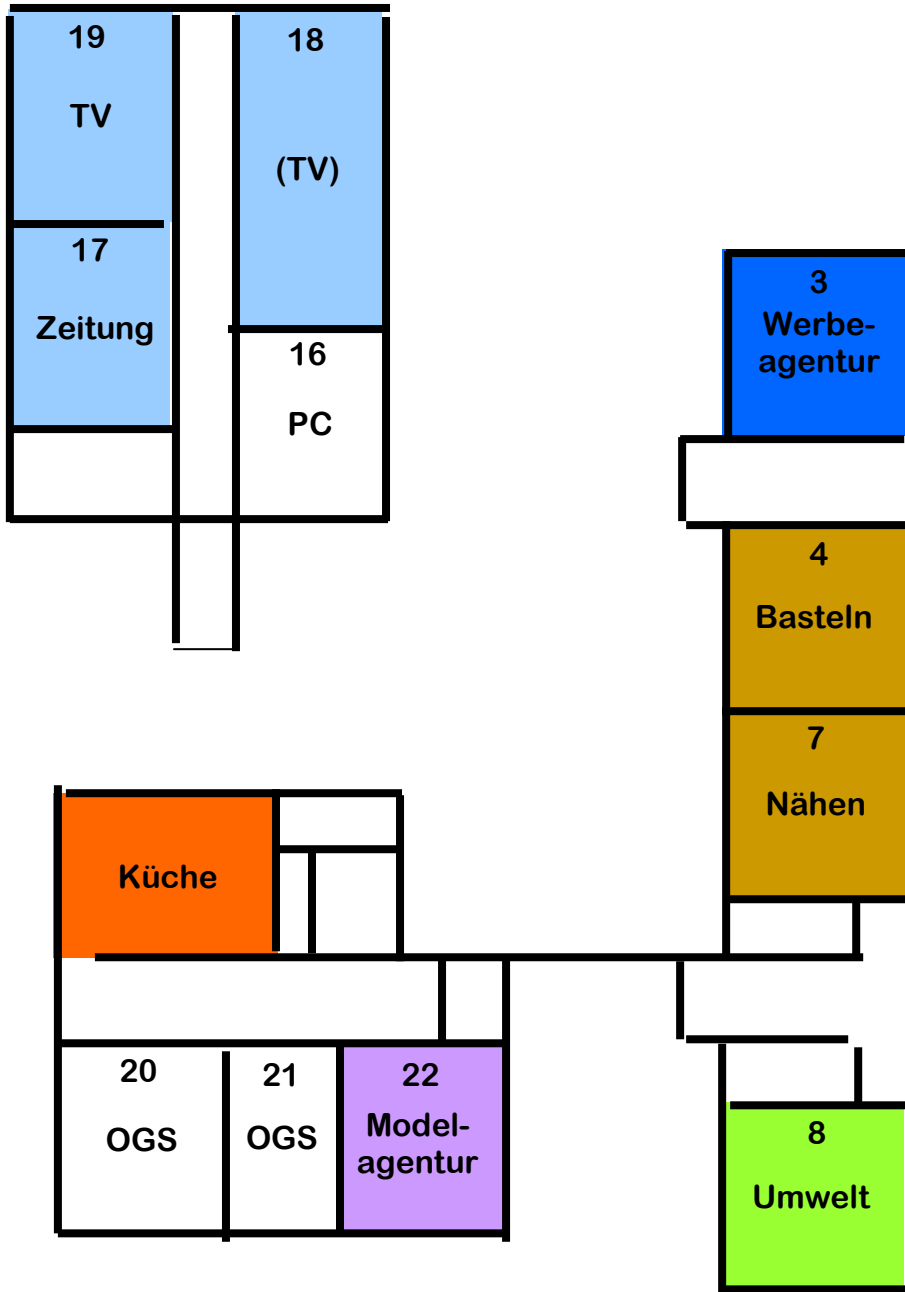 19
TV
18
(TV)
17
Zeitung
16
PC
3
Werbe-
agentur
4
Basteln
7
Nähen
Küche
20
OGS
21
OGS
22
Model-
agentur
8
Umwelt